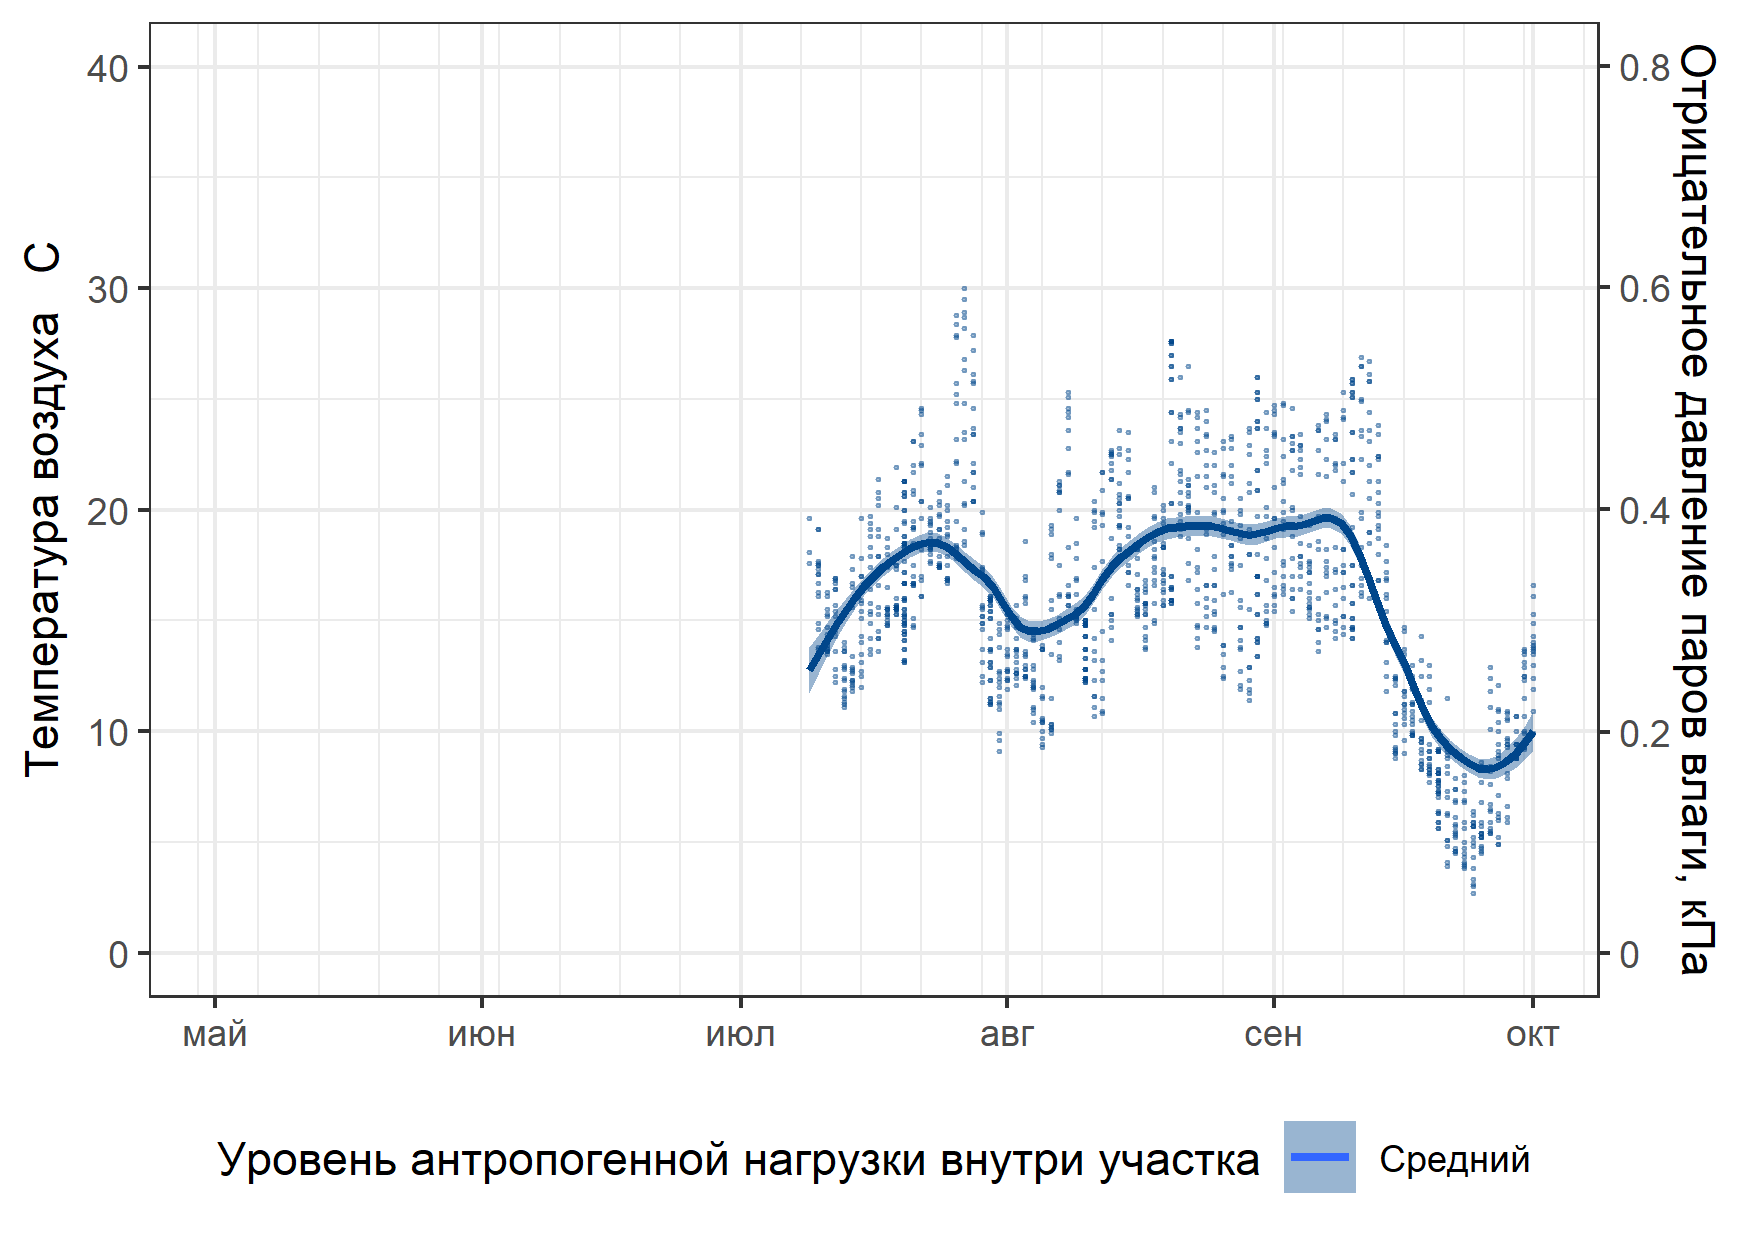 Температура воздуха C
40
30
20
10
0
0.8
0.6
0.4
0.2
0
Отрицательное давление паров влаги, кПа
май июн июл авг сен окт
Уровень антропогенной нагрузки внутри участка Средний